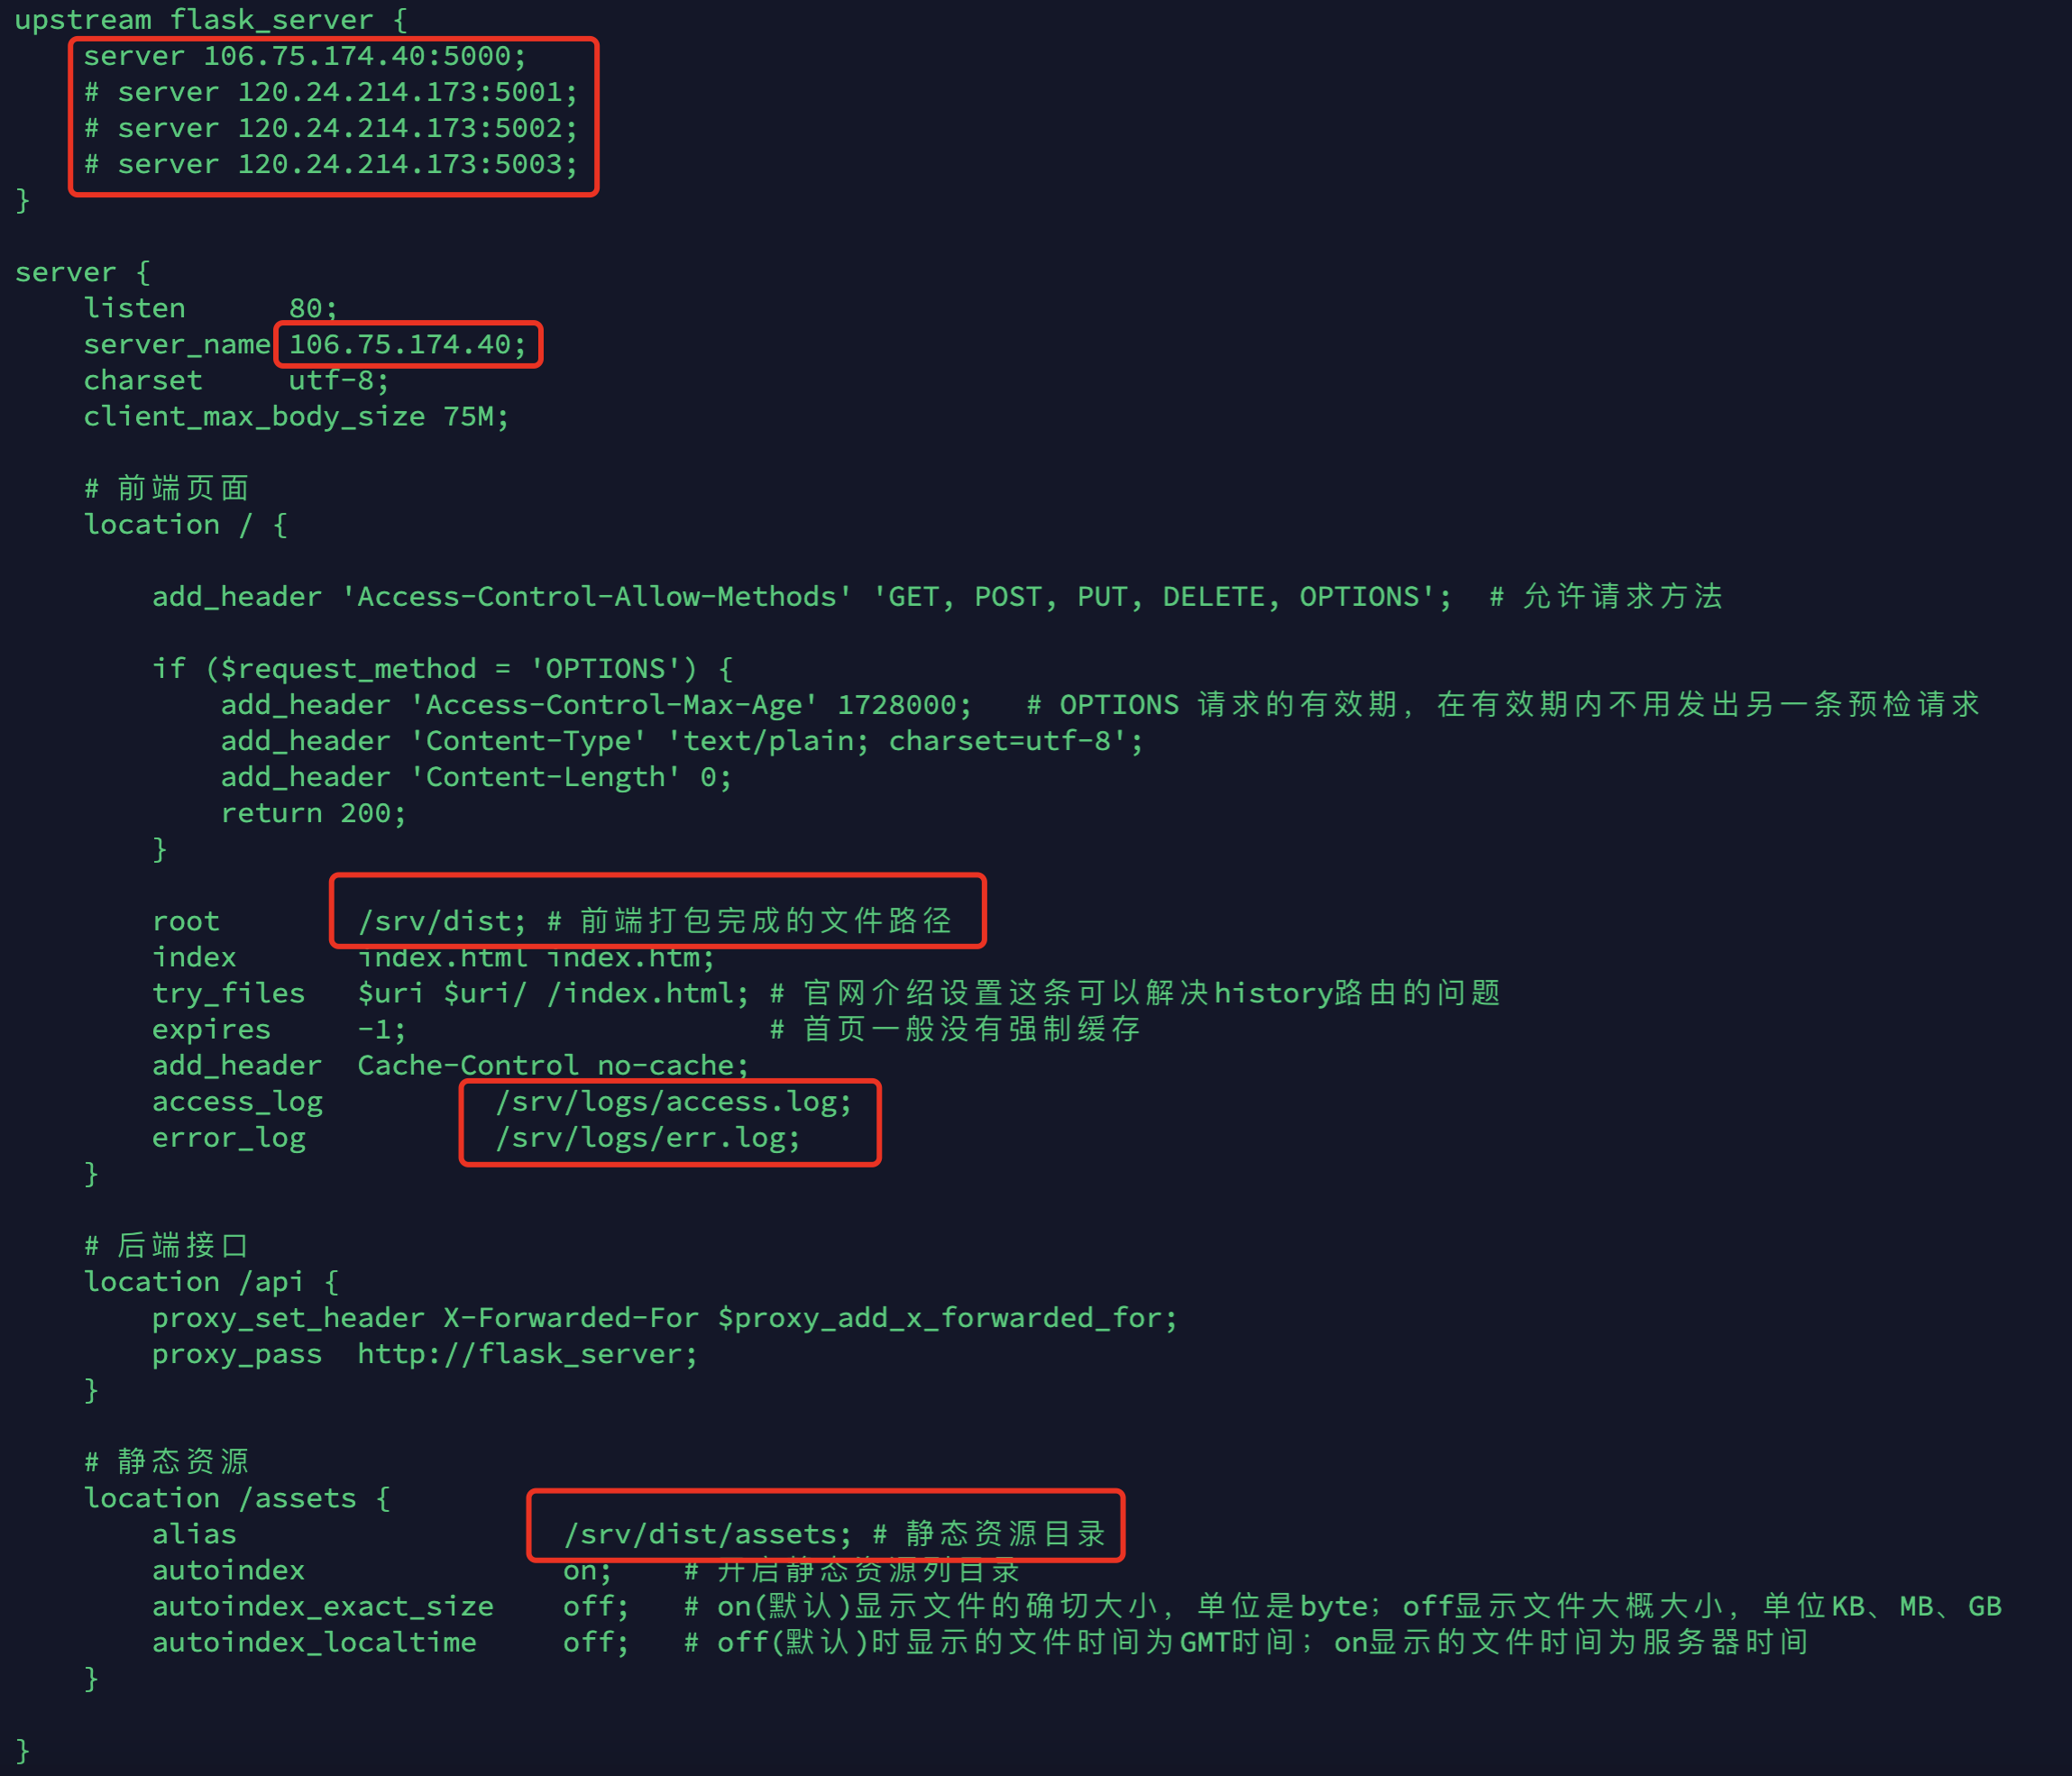 upstream flask_server {
    server 106.75.174.40:5000;
    # server 120.24.214.173:5001;
    # server 120.24.214.173:5002;
    # server 120.24.214.173:5003;
}
server {
    listen      80;
    server_name 106.75.174.40;
    charset     utf-8;
    client_max_body_size 75M;
    # 前端页面
    location / {
        add_header 'Access-Control-Allow-Methods' 'GET, POST, PUT, DELETE, OPTIONS';  # 允许请求方法
        if ($request_method = 'OPTIONS') {
            add_header 'Access-Control-Max-Age' 1728000;   # OPTIONS 请求的有效期，在有效期内不用发出另一条预检请求
            add_header 'Content-Type' 'text/plain; charset=utf-8';
            add_header 'Content-Length' 0;
            return 200;
        }
        root        /srv/dist; # 前端打包完成的文件路径
        index       index.html index.htm;
        try_files   $uri $uri/ /index.html; # 官网介绍设置这条可以解决history路由的问题
        expires     -1;                     # 首页一般没有强制缓存
        add_header  Cache-Control no-cache;
        access_log          /srv/logs/access.log;
        error_log           /srv/logs/err.log;
    }
    # 后端接口
    location /api {
        proxy_set_header X-Forwarded-For $proxy_add_x_forwarded_for;
        proxy_pass  http://flask_server;
    }
    # 静态资源
    location /assets {
        alias                   /srv/dist/assets; # 静态资源目录
        autoindex               on;    # 开启静态资源列目录
        autoindex_exact_size    off;   # on(默认)显示文件的确切大小，单位是byte；off显示文件大概大小，单位KB、MB、GB
        autoindex_localtime     off;   # off(默认)时显示的文件时间为GMT时间；on显示的文件时间为服务器时间
    }
}